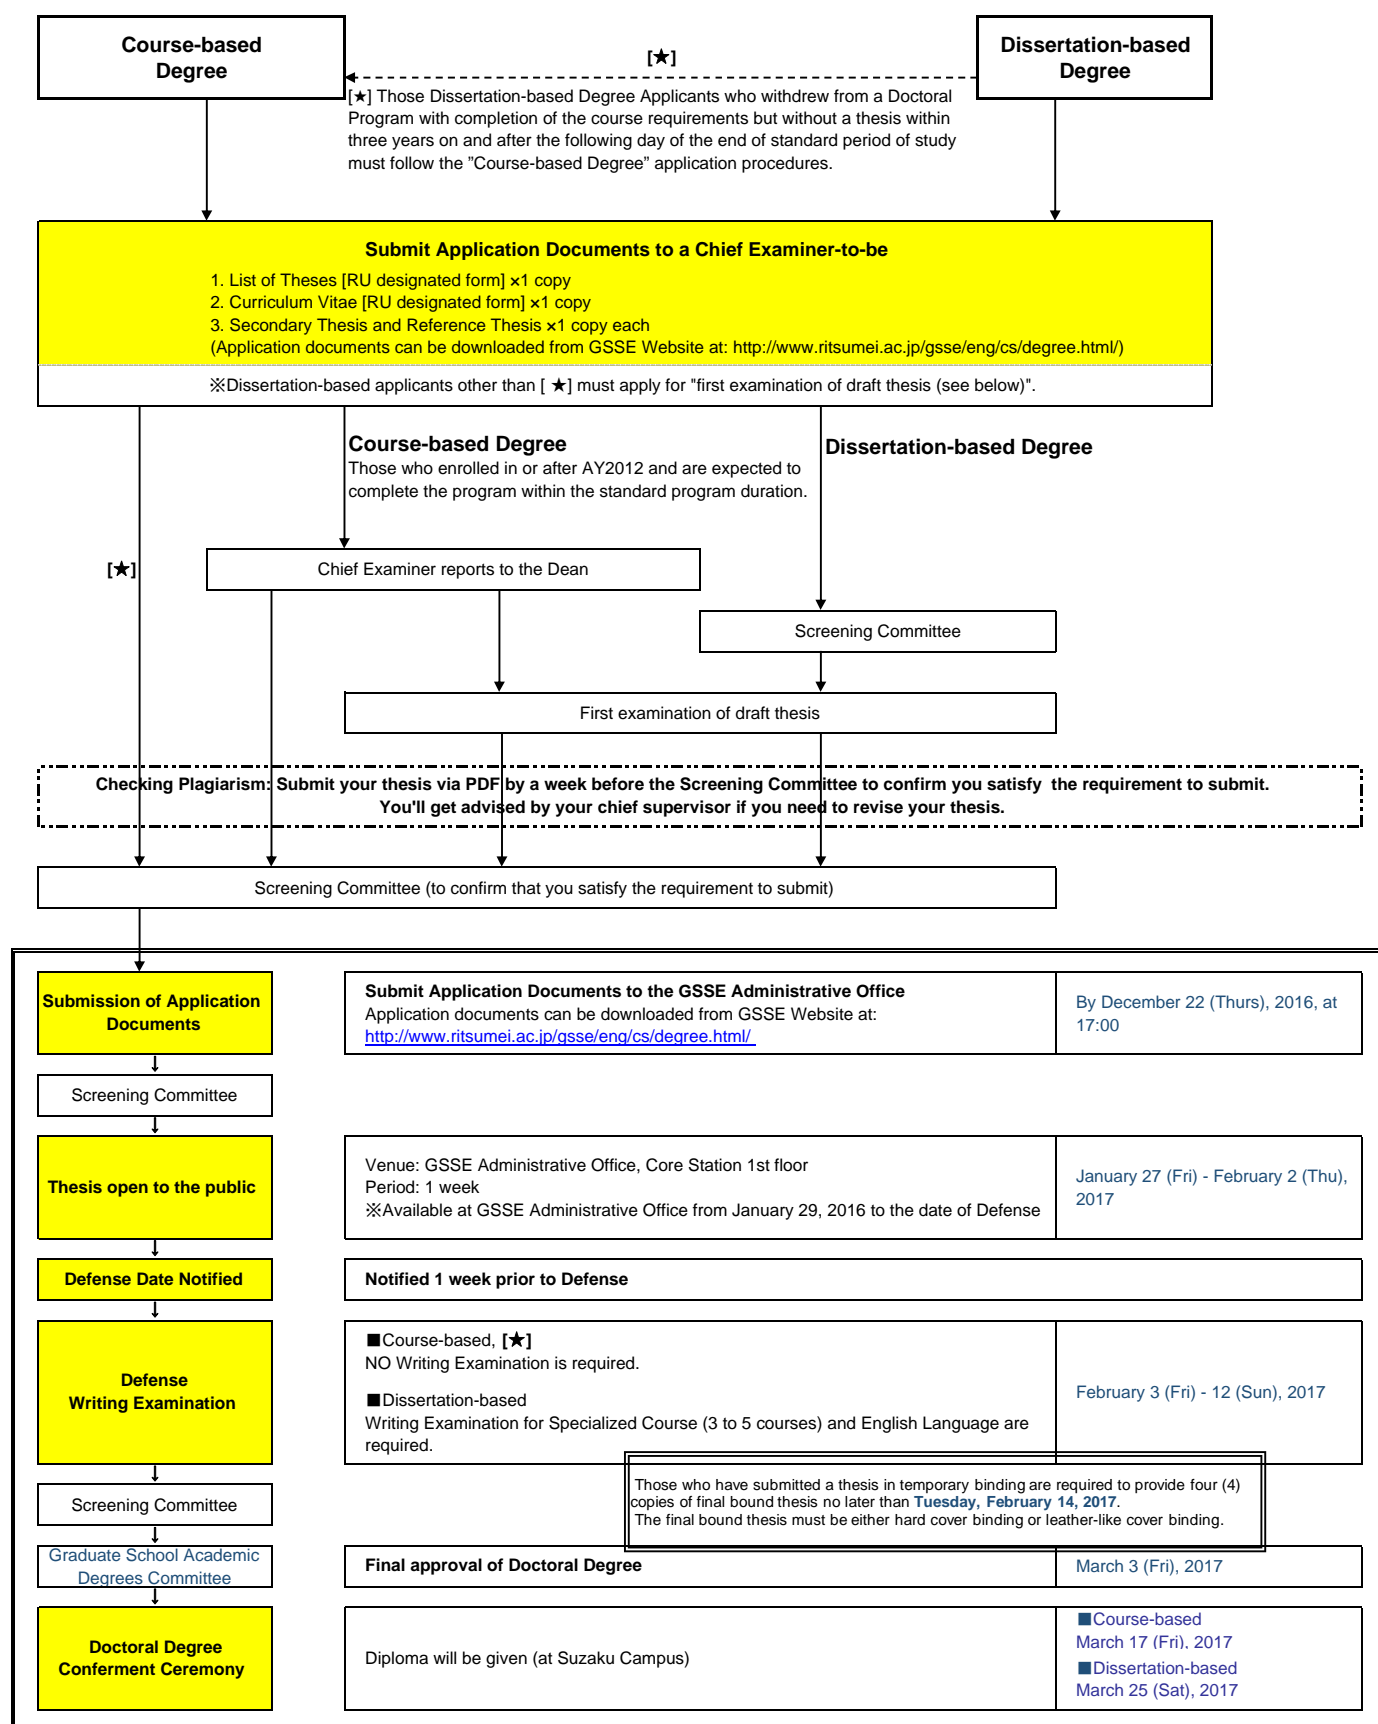 Course-based
Degree
[★]
Dissertation-based
Degree
[★] Those Dissertation-based Degree Applicants who withdrew from a Doctoral
Program with completion of the course requirements but without a thesis within
three years on and after the following day of the end of standard period of study
must follow the ”Course-based Degree” application procedures.
Submit Application Documents to a Chief Examiner-to-be
1. List of Theses [RU designated form] ×1 copy
2. Curriculum Vitae [RU designated form] ×1 copy
3. Secondary Thesis and Reference Thesis ×1 copy each
(Application documents can be downloaded from GSSE Website at: http://www.ritsumei.ac.jp/gsse/eng/cs/degree.html/)
※Dissertation-based applicants other than [ ★] must apply for "first examination of draft thesis (see below)".
Course-based Degree
Those who enrolled in or after AY2012 and are expected to
complete the program within the standard program duration.
Dissertation-based Degree
[★]
Chief Examiner reports to the Dean
Screening Committee
First examination of draft thesis
Checking Plagiarism: Submit your thesis via PDF by a week before the Screening Committee to confirm you satisfy the requirement to submit.
You'll get advised by your chief supervisor if you need to revise your thesis.
Screening Committee (to confirm that you satisfy the requirement to submit)
Submission of Application
Documents
Submit Application Documents to the GSSE Administrative Office
Application documents can be downloaded from GSSE Website at:
http://www.ritsumei.ac.jp/gsse/eng/cs/degree.html/
By December 22 (Thurs), 2016, at
17:00
Screening Committee
Thesis open to the public
Venue: GSSE Administrative Office, Core Station 1st floor
Period: 1 week
※Available at GSSE Administrative Office from January 29, 2016 to the date of Defense
January 27 (Fri) - February 2 (Thu),
2017
Defense Date Notified
Notified 1 week prior to Defense
Defense
Writing Examination
■Course-based, [★]
NO Writing Examination is required.
■Dissertation-based
Writing Examination for Specialized Course (3 to 5 courses) and English Language are
required.
February 3 (Fri) - 12 (Sun), 2017
Screening Committee
Those who have submitted a thesis in temporary binding are required to provide four (4)
copies of final bound thesis no later than Tuesday, February 14, 2017.
The final bound thesis must be either hard cover binding or leather-like cover binding.
Graduate School Academic
Degrees Committee
Final approval of Doctoral Degree
March 3 (Fri), 2017
Doctoral Degree
Conferment Ceremony
Diploma will be given (at Suzaku Campus)
■Course-based
March 17 (Fri), 2017
■Dissertation-based
March 25 (Sat), 2017